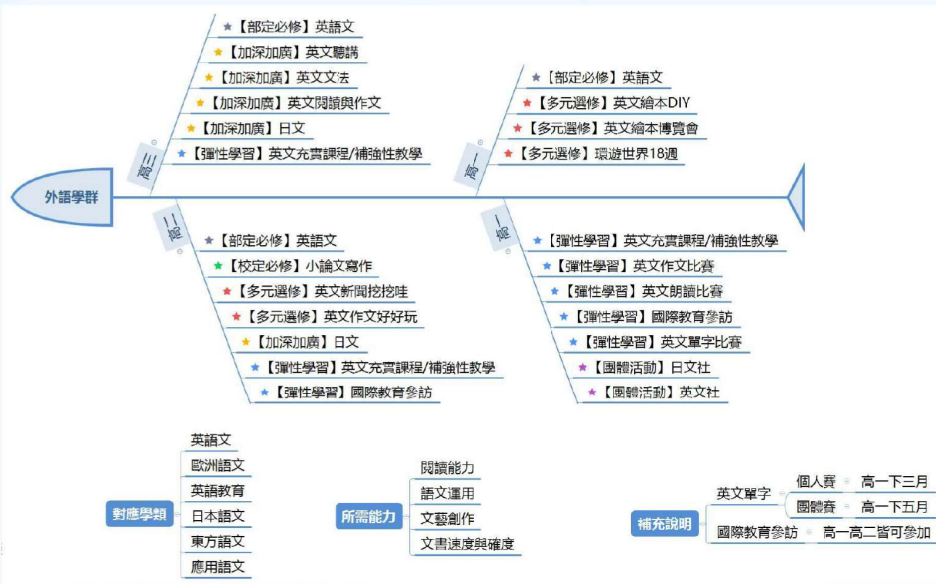 ★【部定必修】英語文
★【加深加廣】英文聽講
★【加深加廣】英文文法
★【加深加廣】英文閱讀與作文
★【加深加廣】日文
★【彈性學習】英文充實課程/補強性教學
高三
★【部定必修】英語文
★【多元選修】英文繪本DIY
★【多元選修】英文繪本博覽會
★【多元選修】環遊世界18週
高一
外語學群
高二
★【部定必修】英語文
★【校定必修】小論文寫作
★【多元選修】英文新聞挖挖哇
★【多元選修】英文作文好好玩
★【加深加廣】日文
★【彈性學習】英文充實課程/補強性教學
★【彈性學習】國際教育參訪
高一
★【彈性學習】英文充實課程/補強性教學
★【彈性學習】英文作文比賽
★【彈性學習】英文朗讀比賽
★【彈性學習】國際教育參訪
★【彈性學習】英文單字比賽
★【團體活動】日文社
★【團體活動】英文社
對應學類
英語文
歐洲語文
英語教育
日本語文
東方語文
應用語文
所需能力
閱讀能力
語文運用
文藝創作
文書速度與確度
補充說明
英文單字
個人賽 高一下三月
團體賽 高一下五月
國際教育參訪 高一高二皆可參加